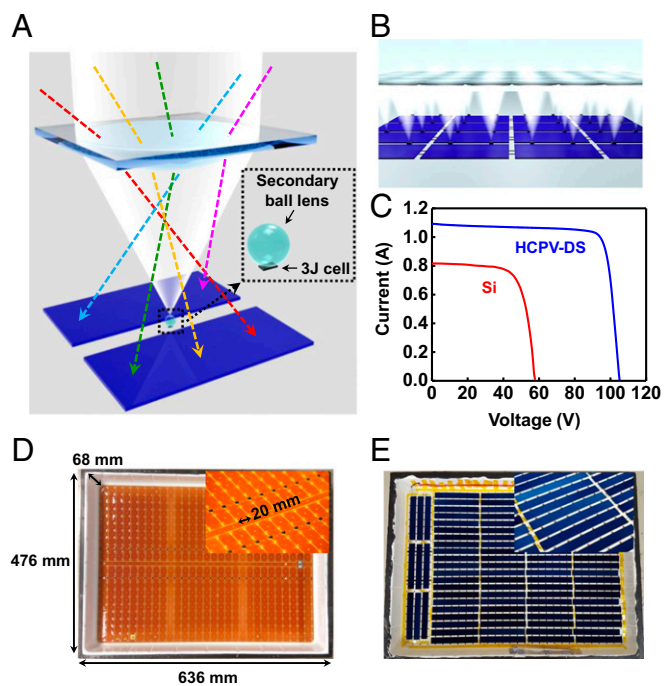 A
Secondary
ball lens
3J cell
B
C
1.2
1.0
0.8
0.6
0.4
0.2
0.0
Current (A)
HCPV-DS
Si
0 20 40 60 80 100 120
Voltage (V)
D
68 mm
20 mm
476 mm
636 mm
E